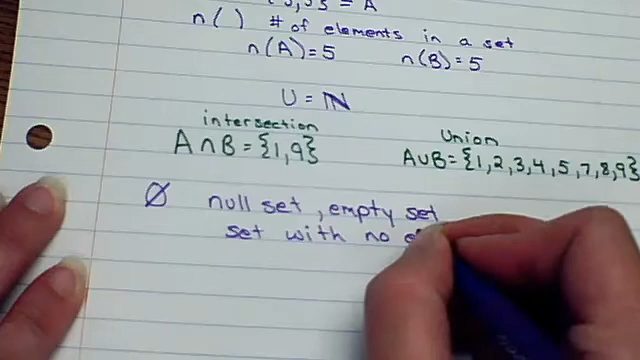 = A
n( ) # of elements in a set
n(A)=5 n(B)=5
U = ℕ
intersection Union
A∩B={1,9} A∪B={1,2,3,4,5,7,8,9}
∅ null set, empty set
set with no